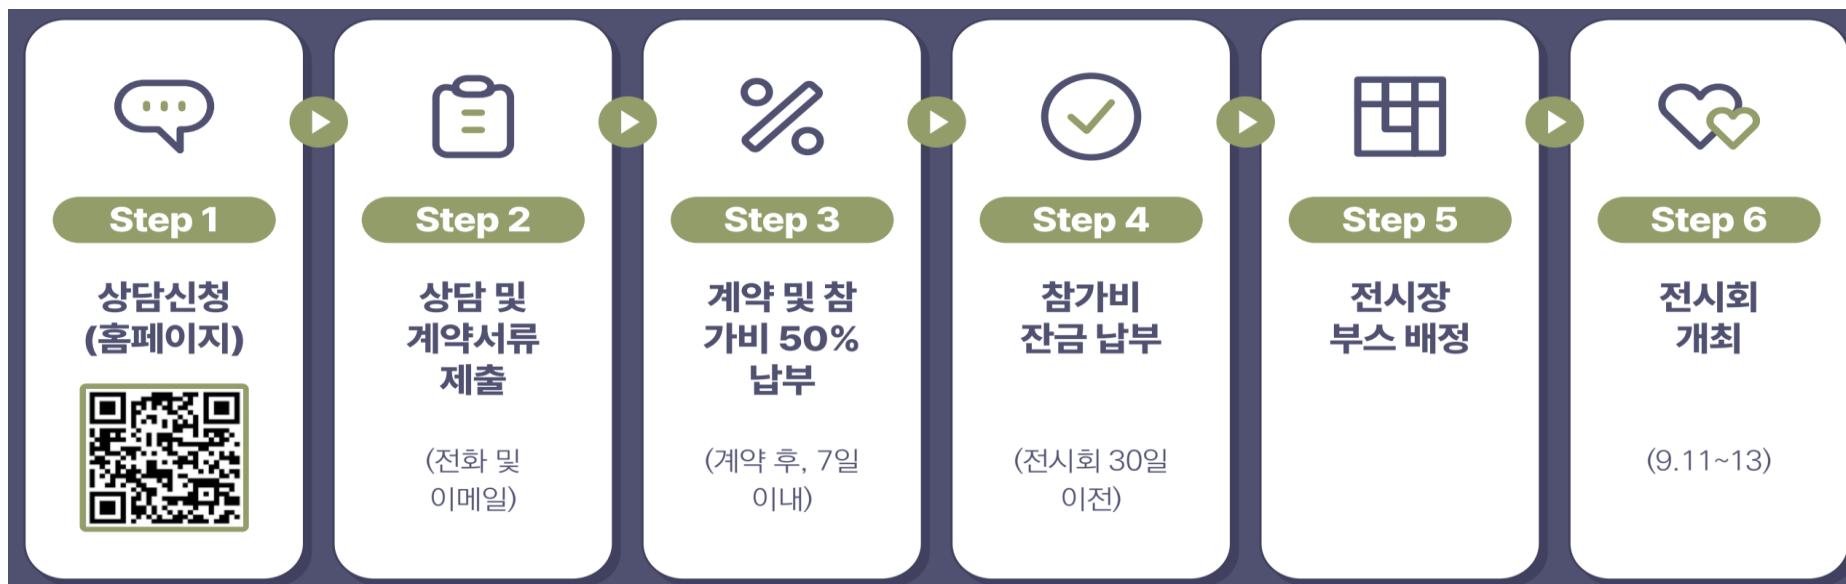 Step 1
상담신청
(홈페이지)
Step 2
상담 및
계약서류
제출
(전화 및
이메일)
Step 3
계약 및 참
가비 50%
납부
(계약 후, 7일
이내)
Step 4
참가비
잔금 납부
(전시회 30일
이전)
Step 5
전시장
부스 배정
Step 6
전시회
개최
(9.11~13)